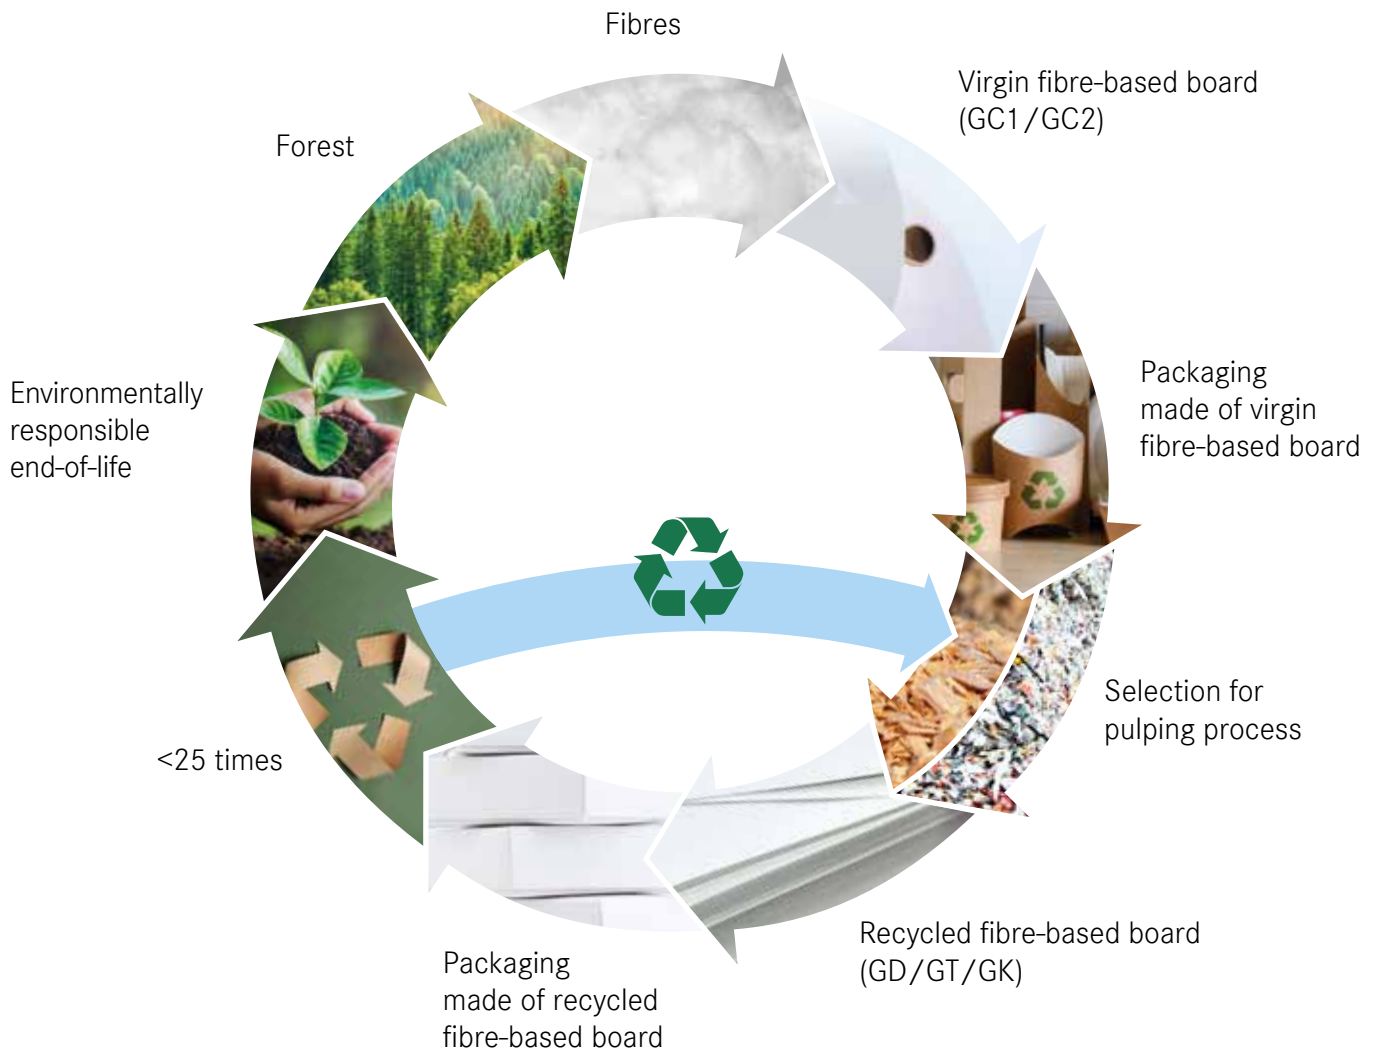 Fibres
Virgin fibre-based board
(GC1/GC2)
Forest
Packaging
made of virgin
fibre-based board
Environmentally
responsible
end-of-life
Selection for
pulping process
<25 times
Recycled fibre-based board
(GD/GT/GK)
Packaging
made of recycled
fibre-based board